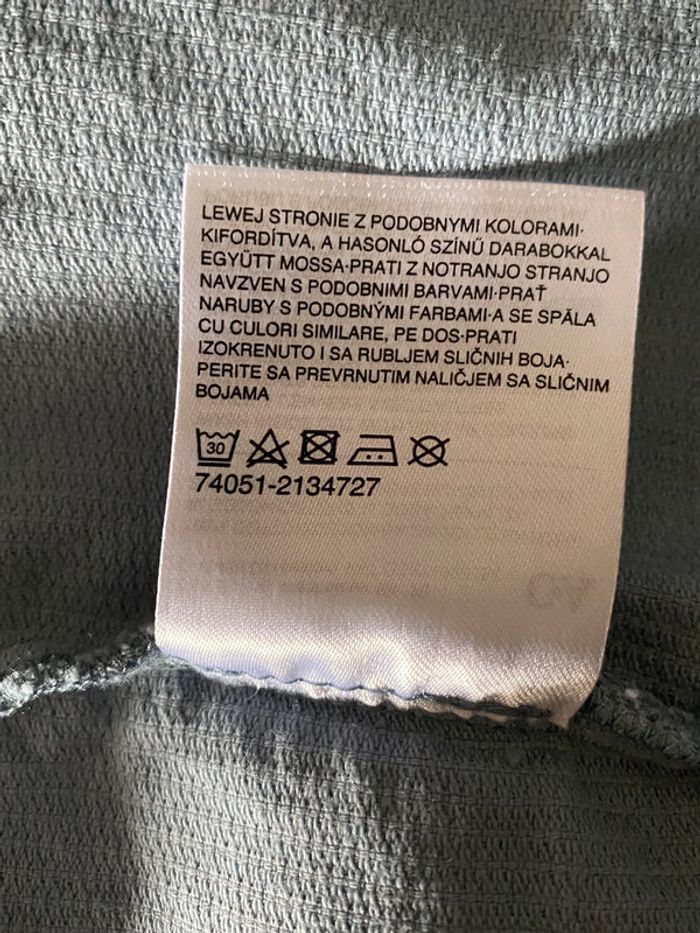 LEWEJ STRONIE Z PODOBNYMI KOLORAMI·
KIFORDÍTVA, A HASONLÓ SZÍNŰ DARABOKKAL
EGYÜTT MOSSA·PRATI Z NOTRANJO STRANJO
NAVZVEN S PODOBNIMI BARVAMI·PRAŤ
NARUBY S PODOBNÝMI FARBAMI·A SE SPĂLA
CU CULORI SIMILARE, PE DOS·PRATI
IZOKRENUTO I SA RUBLJEM SLIČNIH BOJA·
PERITE SA PREVRNUTIM NALIČJEM SA SLIČNIM
BOJAMA
30
74051-2134727